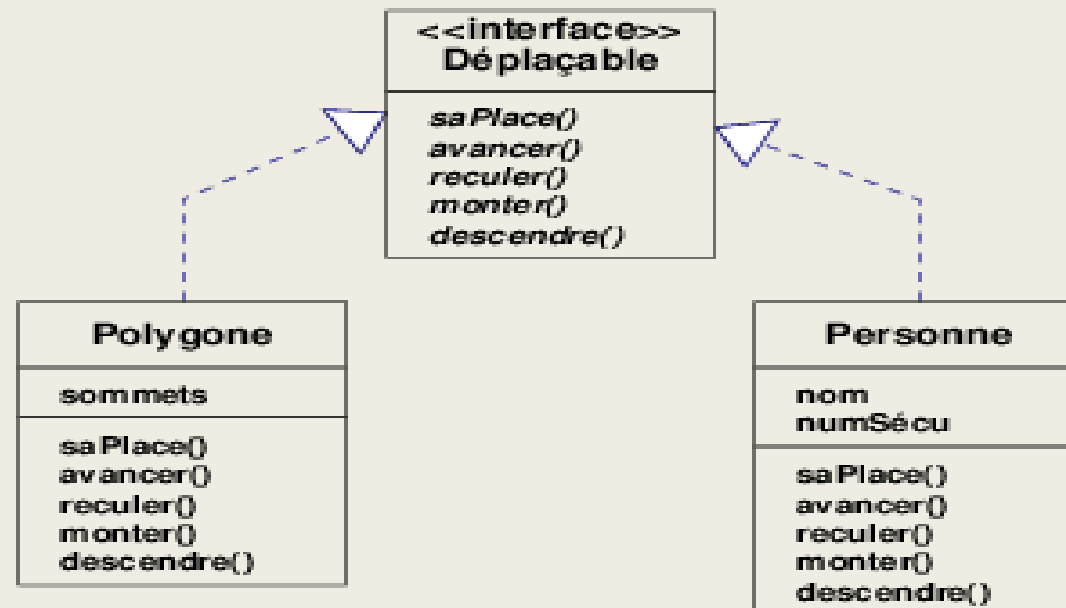 <<interface>>
Déplaçable
saPlace()
avancer()
reculer()
monter()
descendre()
Polygone
sommets
saPlace()
avancer()
reculer()
monter()
descendre()
Personne
nom
numSécu
saPlace()
avancer()
reculer()
monter()
descendre()